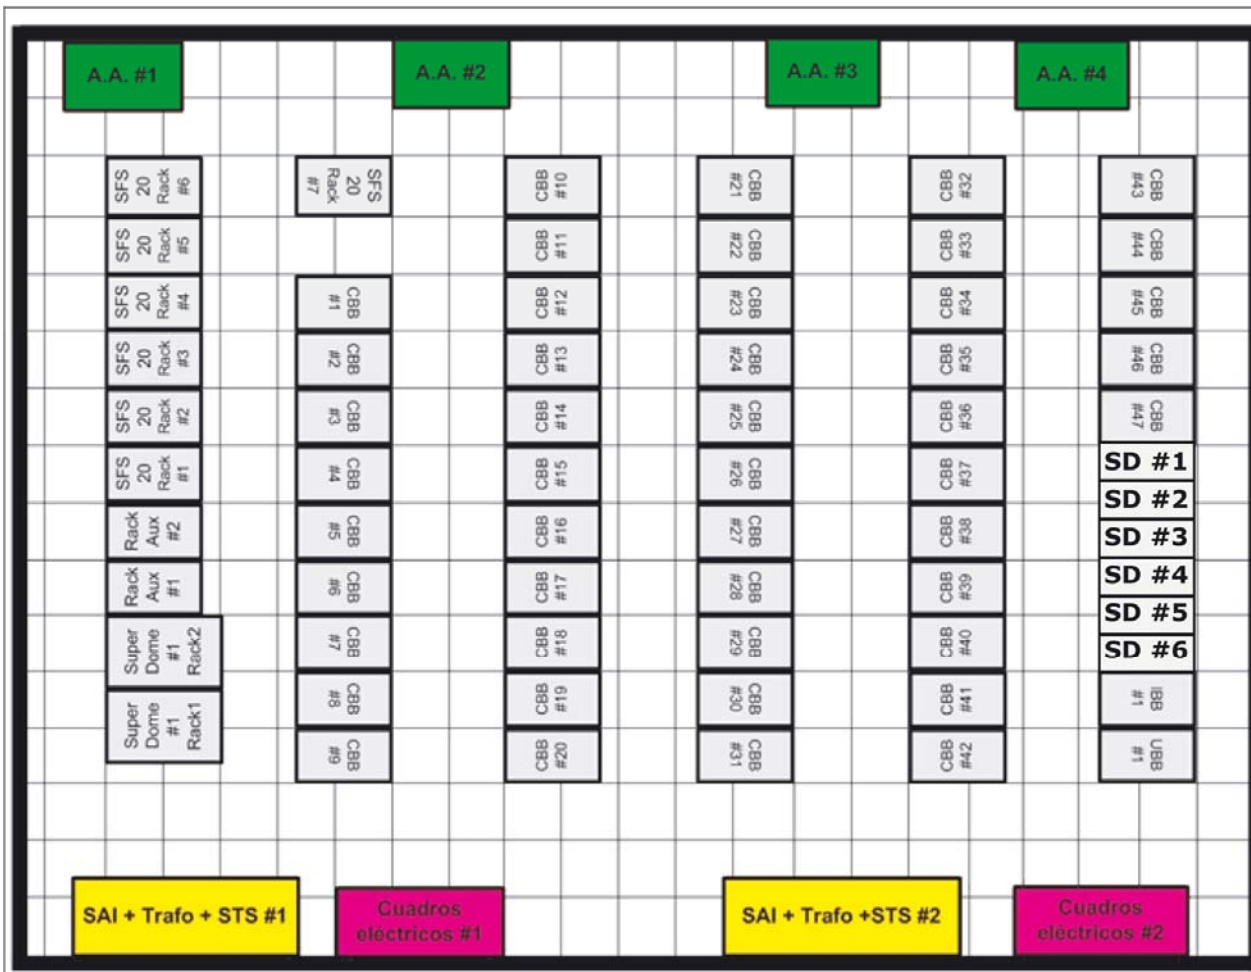 A.A. #1
A.A. #2
A.A. #3
A.A. #4
SFS
20
Rack
#6
SFS
20
Rack
#5
SFS
20
Rack
#4
SFS
20
Rack
#3
SFS
20
Rack
#2
SFS
20
Rack
#1
Rack
Aux
#2
Rack
Aux
#1
Super
Dome
#1
Rack2
Super
Dome
#1
Rack1
SFS
20
Rack
#7
CBB
#1
CBB
#2
CBB
#3
CBB
#4
CBB
#5
CBB
#6
CBB
#7
CBB
#8
CBB
#9
CBB
#10
CBB
#11
CBB
#12
CBB
#13
CBB
#14
CBB
#15
CBB
#16
CBB
#17
CBB
#18
CBB
#19
CBB
#20
CBB
#21
CBB
#22
CBB
#23
CBB
#24
CBB
#25
CBB
#26
CBB
#27
CBB
#28
CBB
#29
CBB
#30
CBB
#31
CBB
#32
CBB
#33
CBB
#34
CBB
#35
CBB
#36
CBB
#37
CBB
#38
CBB
#39
CBB
#40
CBB
#41
CBB
#42
CBB
#43
CBB
#44
CBB
#45
CBB
#46
CBB
#47
SD #1
SD #2
SD #3
SD #4
SD #5
SD #6
IBB
#1
UBB
#1
SAI + Trafo + STS #1
Cuadros
eléctricos #1
SAI + Trafo +STS #2
Cuadros
eléctricos #2